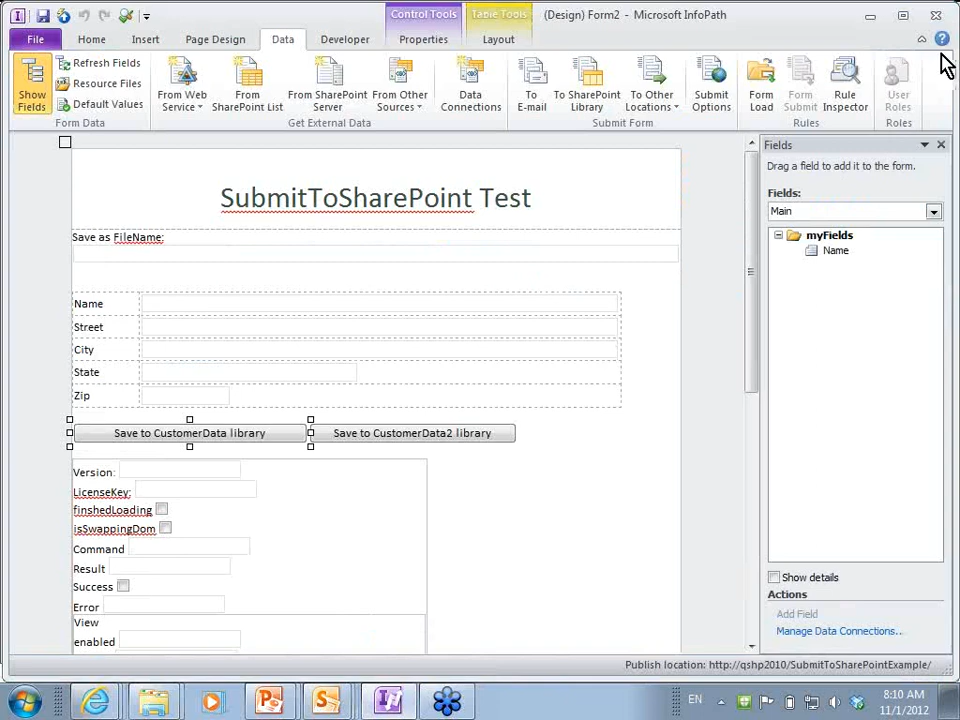 Control Tools
Table Tools
(Design) Form2 - Microsoft InfoPath
File
Home
Insert
Page Design
Data
Developer
Properties
Layout
Show Fields
Refresh Fields
Resource Files
Default Values
Form Data
From Web Service
From SharePoint List
From SharePoint Server
From Other Sources
Get External Data
Data Connections
To E-mail
To SharePoint Library
To Other Locations
Submit Options
Submit Form
Form Load
Form Submit
Rule Inspector
Rules
User Roles
Roles
SubmitToSharePoint Test
Save as FileName:
Name
Street
City
State
Zip
Save to CustomerData library
Save to CustomerData2 library
Version:
LicenseKey:
finshedLoading
isSwappingDom
Command
Result
Success
Error
View
enabled
Fields
Drag a field to add it to the form.
Fields:
Main
myFields
Name
Show details
Actions
Add Field
Manage Data Connections...
Publish location: http://qshp2010/SubmitToSharePointExample/
EN
8:10 AM
11/1/2012